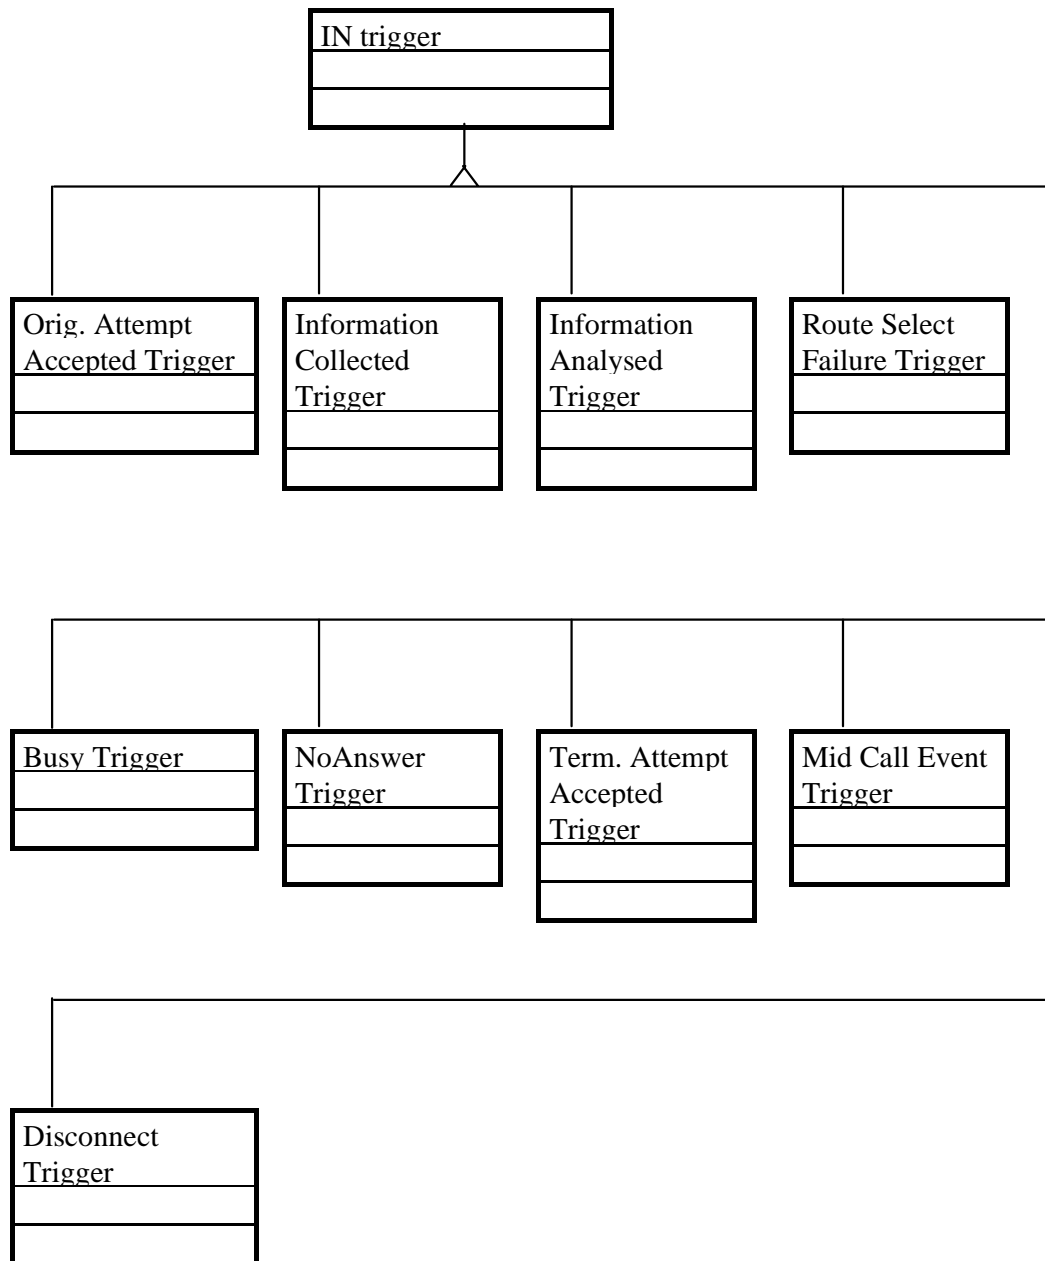 IN trigger
Orig. Attempt
Accepted Trigger
Information
Collected
Trigger
Information
Analysed
Trigger
Route Select
Failure Trigger
Busy Trigger
NoAnswer
Trigger
Term. Attempt
Accepted
Trigger
Mid Call Event
Trigger
Disconnect
Trigger